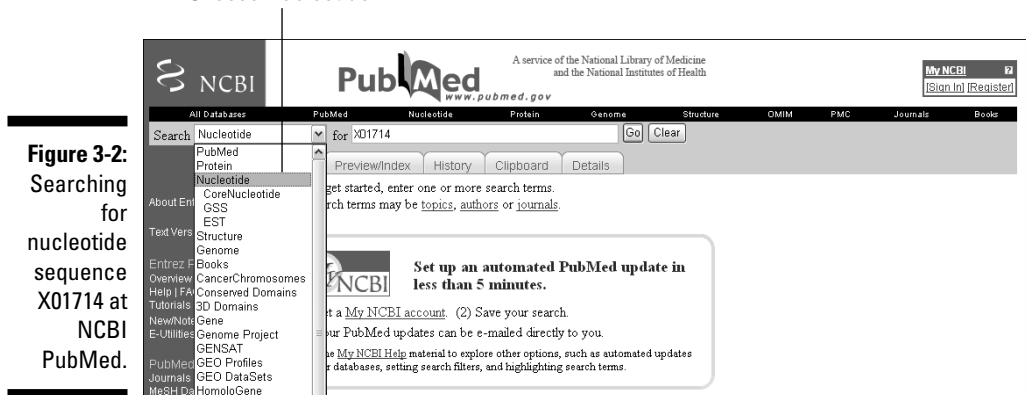 NCBI
PubMed
www.pubmed.gov
A service of the National Library of Medicine
and the National Institutes of Health
My NCBI ?
[Sign In] [Register]
All Databases PubMed Nucleotide Protein Genome Structure OMIM PMC Journals Books
Search Nucleotide for X01714 Go Clear
Preview/Index History Clipboard Details
PubMed
Protein
Nucleotide
CoreNucleotide
GSS
EST
Structure
Genome
Books
CancerChromosomes
Conserved Domains
3D Domains
Gene
Genome Project
GENSAT
GEO Profiles
GEO DataSets
HomoloGene
About Ent
Text Vers
Entrez P
Overview
Help | FA
Tutorials
New/Note
E-Utilities
PubMed
Journals
MeSH Da
get started, enter one or more search terms.
rch terms may be topics, authors or journals.
NCBI
Set up an automated PubMed update in
less than 5 minutes.
t a My NCBI account. (2) Save your search.
our PubMed updates can be e-mailed directly to you.
My NCBI Help material to explore other options, such as automated updates
databases, setting search filters, and highlighting search terms.
Figure 3-2:
Searching
for
nucleotide
sequence
X01714 at
NCBI
PubMed.